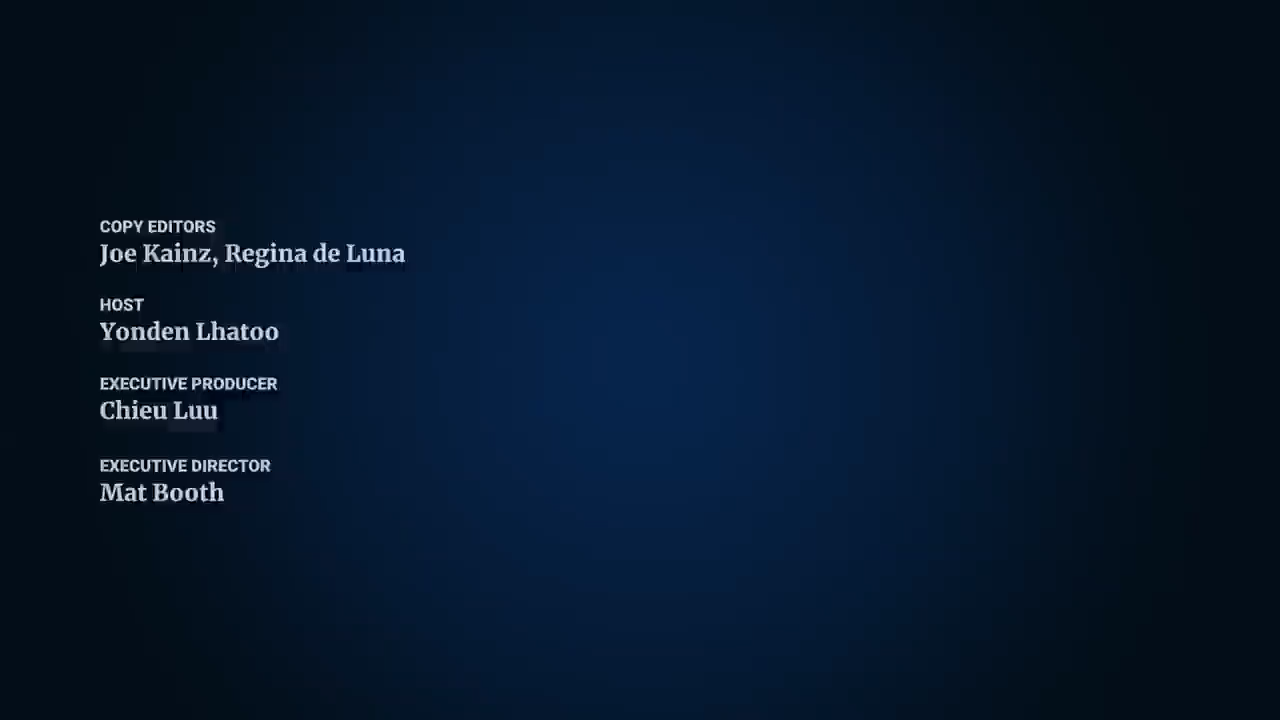 COPY EDITORS
Joe Kainz, Regina de Luna
HOST
Yonden Lhatoo
EXECUTIVE PRODUCER
Chieu Luu
EXECUTIVE DIRECTOR
Mat Booth